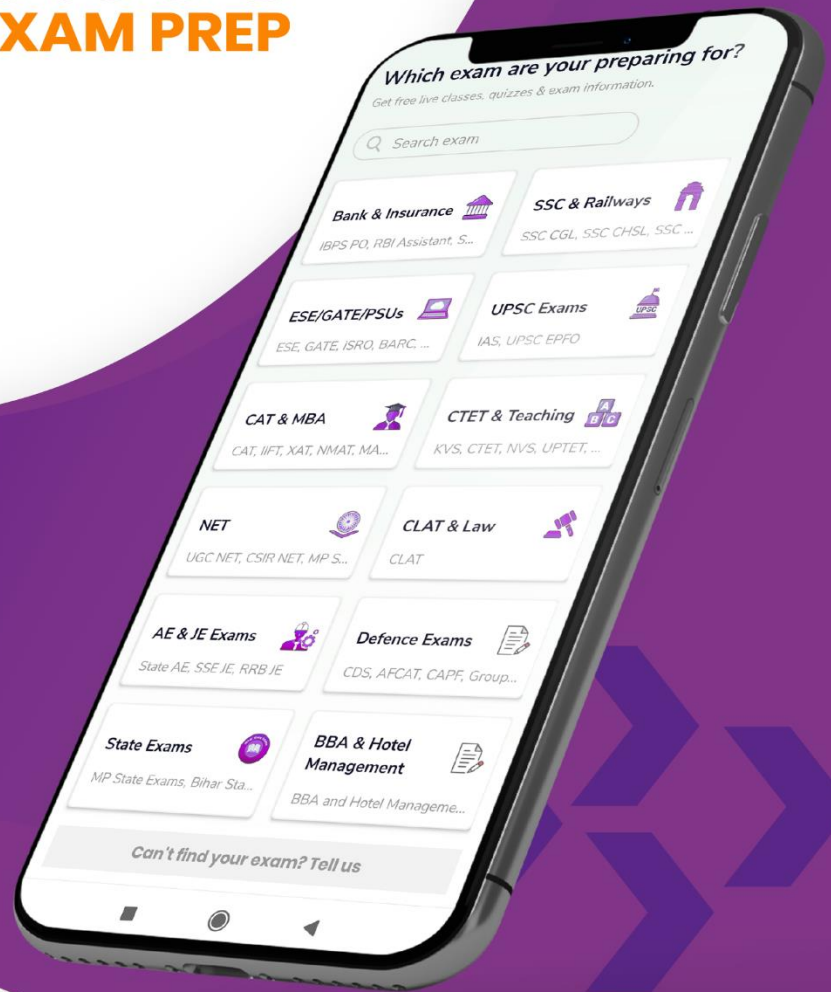 XAM PREP
Which exam are your preparing for?
Get free live classes, quizzes & exam information.
Search exam
Bank & Insurance
IBPS PO, RBI Assistant, S...
SSC & Railways
SSC CGL, SSC CHSL, SSC ...
ESE/GATE/PSUs
ESE, GATE, ISRO, BARC, ...
UPSC Exams
UPSC
IAS, UPSC EPFO
CAT & MBA
CAT, IIFT, XAT, NMAT, MA...
CTET & Teaching
A
B C
KVS, CTET, NVS, UPTET, ...
NET
UGC NET, CSIR NET, MP S...
CLAT & Law
CLAT
AE & JE Exams
State AE, SSE JE, RRB JE
Defence Exams
CDS, AFCAT, CAPF, Group...
State Exams
MP State Exams, Bihar Sta...
BBA & Hotel
Management
BBA and Hotel Manageme...
Can't find your exam? Tell us